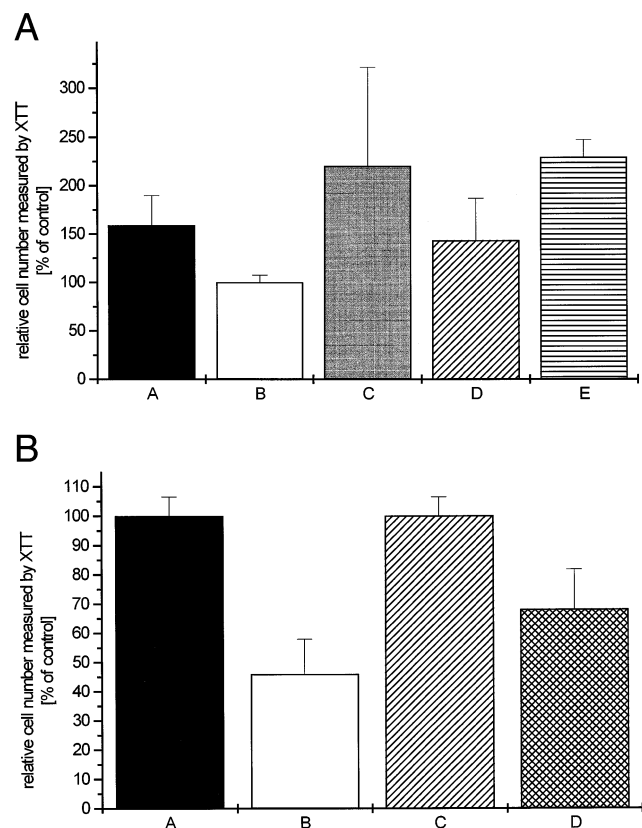 A
relative cell number measured by XTT
[% of control]
350
300
250
200
150
100
50
0
A B C D E
B
relative cell number measured by XTT
[% of control]
110
100
90
80
70
60
50
40
30
20
10
0
A B C D